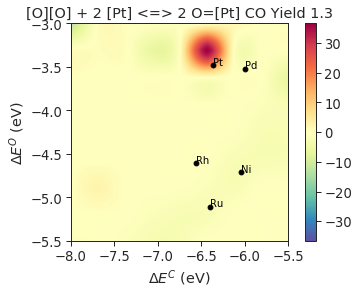 [O][O] + 2 [Pt] <=> 2 O=[Pt] CO Yield 1.3
−3.0
−3.5
−4.0
−4.5
−5.0
−5.5
ΔE^O (eV)
Pt
Pd
Rh
Ni
Ru
−8.0 −7.5 −7.0 −6.5 −6.0 −5.5
ΔE^C (eV)
30
20
10
0
−10
−20
−30